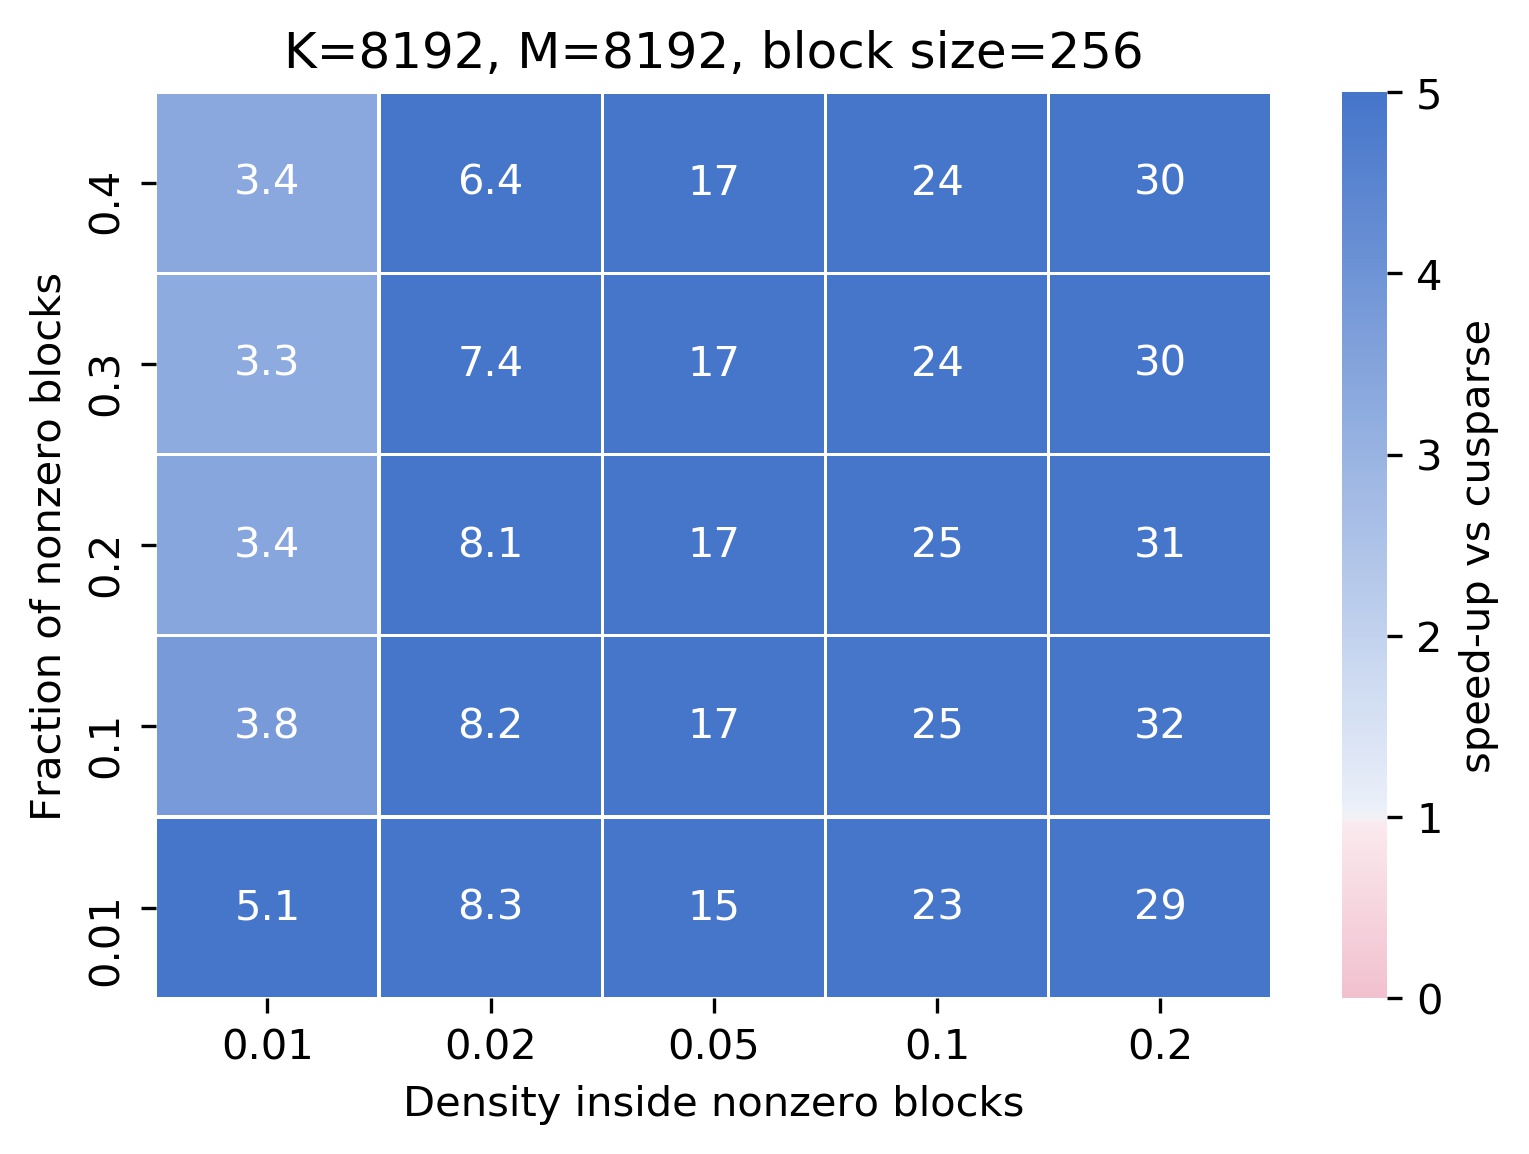 K=8192, M=8192, block size=256
Fraction of nonzero blocks
0.4 3.4 6.4 17 24 30
0.3 3.3 7.4 17 24 30
0.2 3.4 8.1 17 25 31
0.1 3.8 8.2 17 25 32
0.01 5.1 8.3 15 23 29
0.01 0.02 0.05 0.1 0.2
Density inside nonzero blocks
5
4
3
2
1
0
speed-up vs cusparse